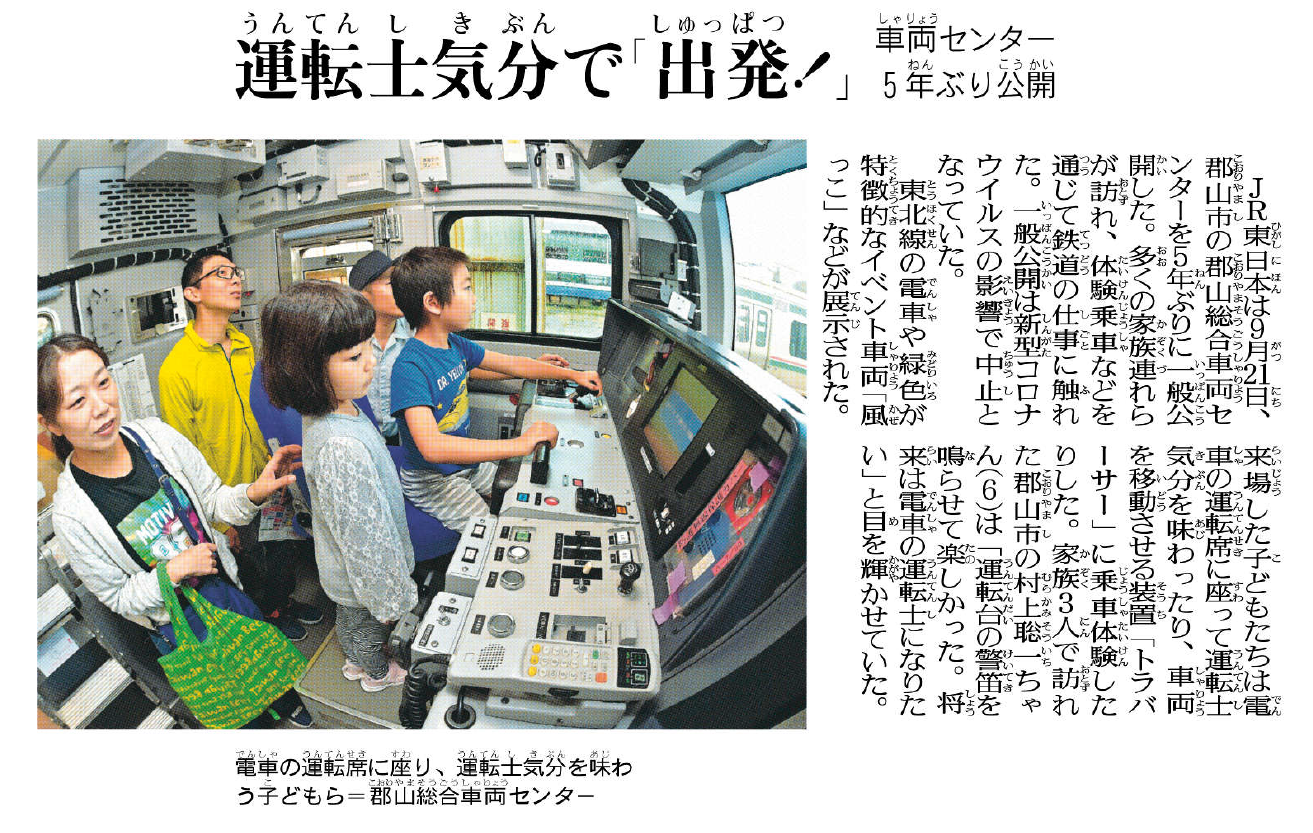 運転士気分で「出発！」
車両センター
5年ぶり公開
JR東日本は9月21日、
郡山市の郡山総合車両セ
ンターを5年ぶりに一般公
開した。多くの家族連れら
が訪れ、体験乗車などを
通じて鉄道の仕事に触れ
た。一般公開は新型コロナ
ウイルスの影響で中止と
なっていた。
東北線の電車や緑色が
特徴的なイベント車両「風
っこ」などが展示された。
来場した子どもたちは電
車の運転席に座って運転士
気分を味わったり、車両
を移動させる装置「トラバ
ーサー」に乗車体験した
りした。家族3人で訪れ
た郡山市の村上聡一ちゃ
ん(6)は「運転台の警笛を
鳴らせて楽しかった。将
来は電車の運転士になりた
い」と目を輝かせていた。
電車の運転席に座り、運転士気分を味わ
う子どもら＝郡山総合車両センター
DR. YELLOW
MOTIV